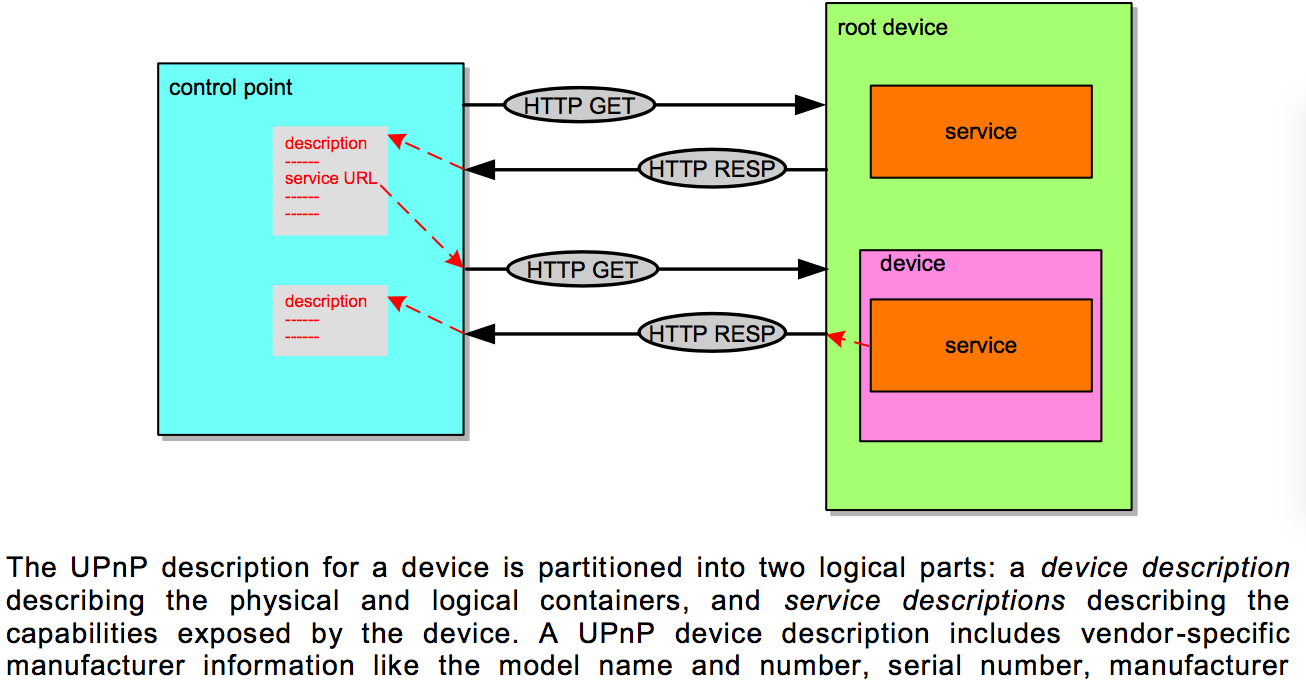 root device
control point
HTTP GET
service
description
------
service URL
------
------
HTTP RESP
HTTP GET
device
description
------
------
HTTP RESP
service
The UPnP description for a device is partitioned into two logical parts: a device description
describing the physical and logical containers, and service descriptions describing the
capabilities exposed by the device. A UPnP device description includes vendor-specific
manufacturer information like the model name and number, serial number, manufacturer